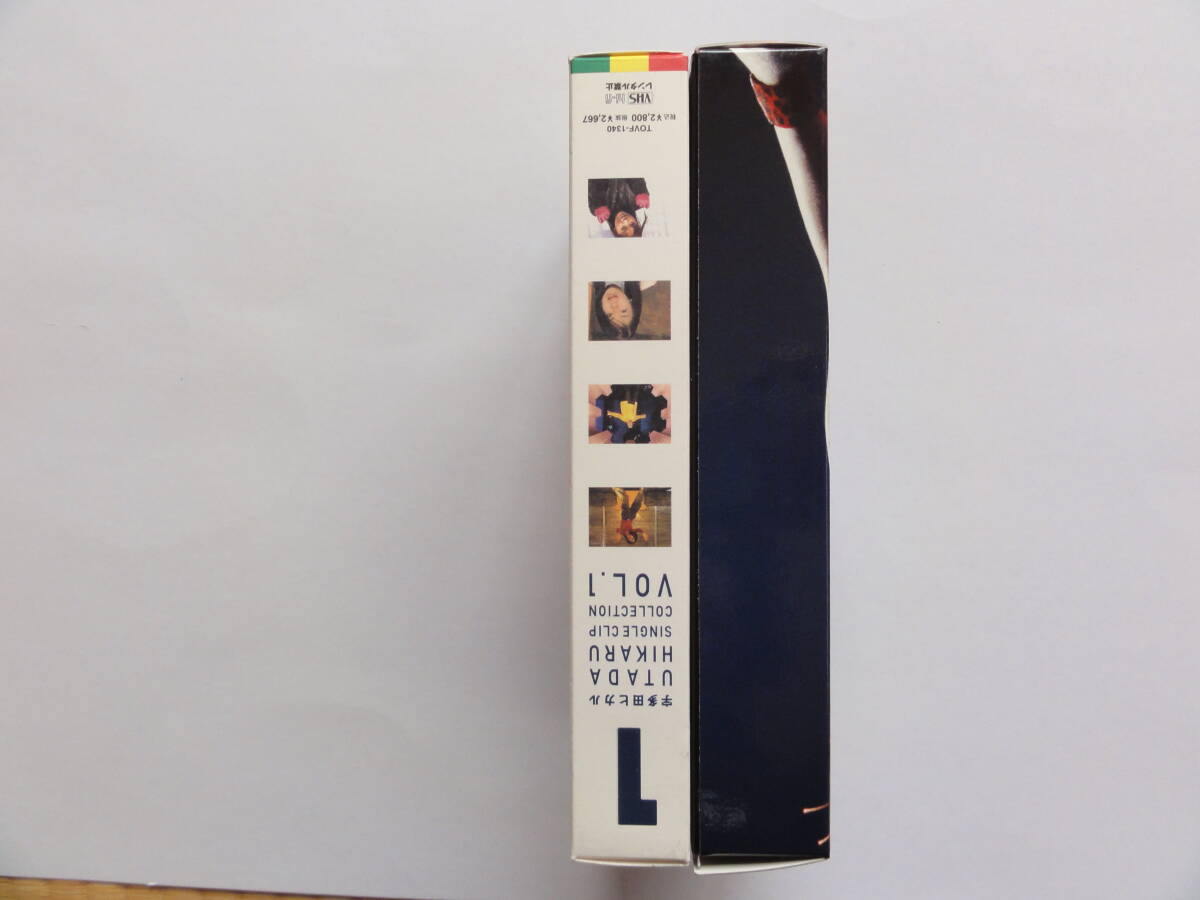 1
宇多田ヒカル
UTADA
HIKARU
SINGLE CLIP
COLLECTION
VOL.1
TOVF-1340
税込¥2,800 税抜¥2,667
VHS hi-fi
レンタル禁止